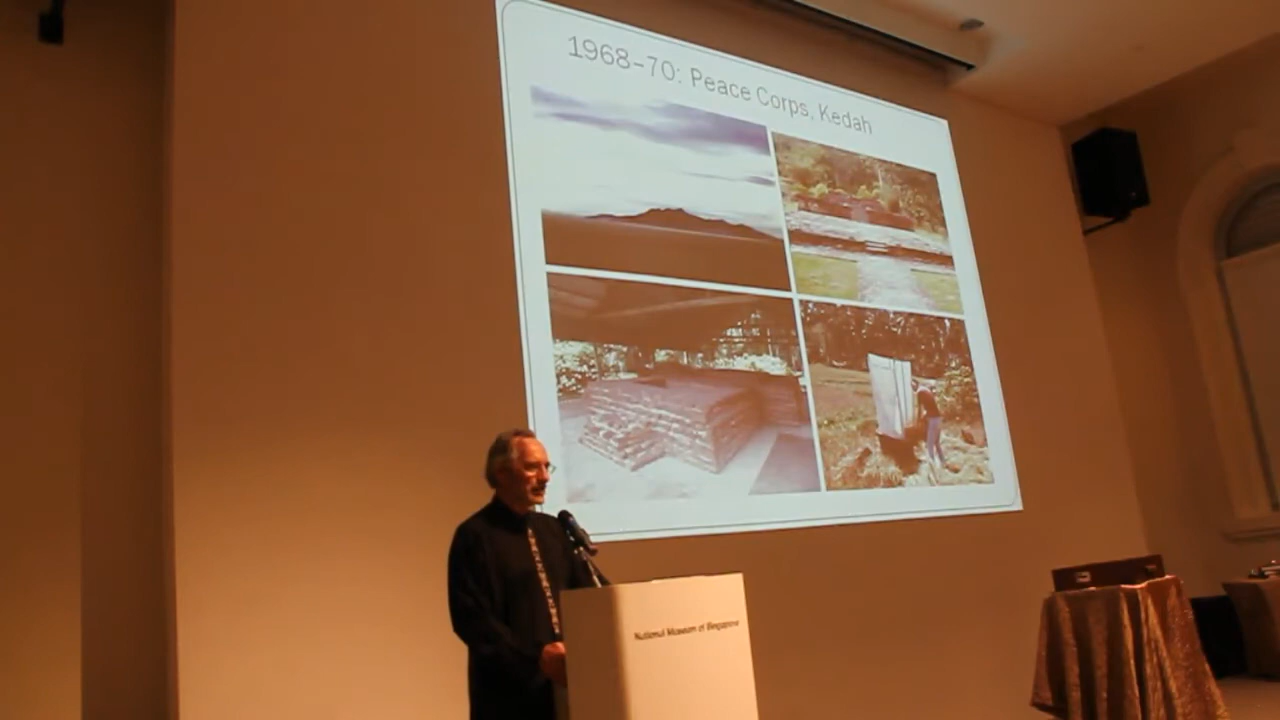 1968–70: Peace Corps, Kedah
National Museum of Singapore